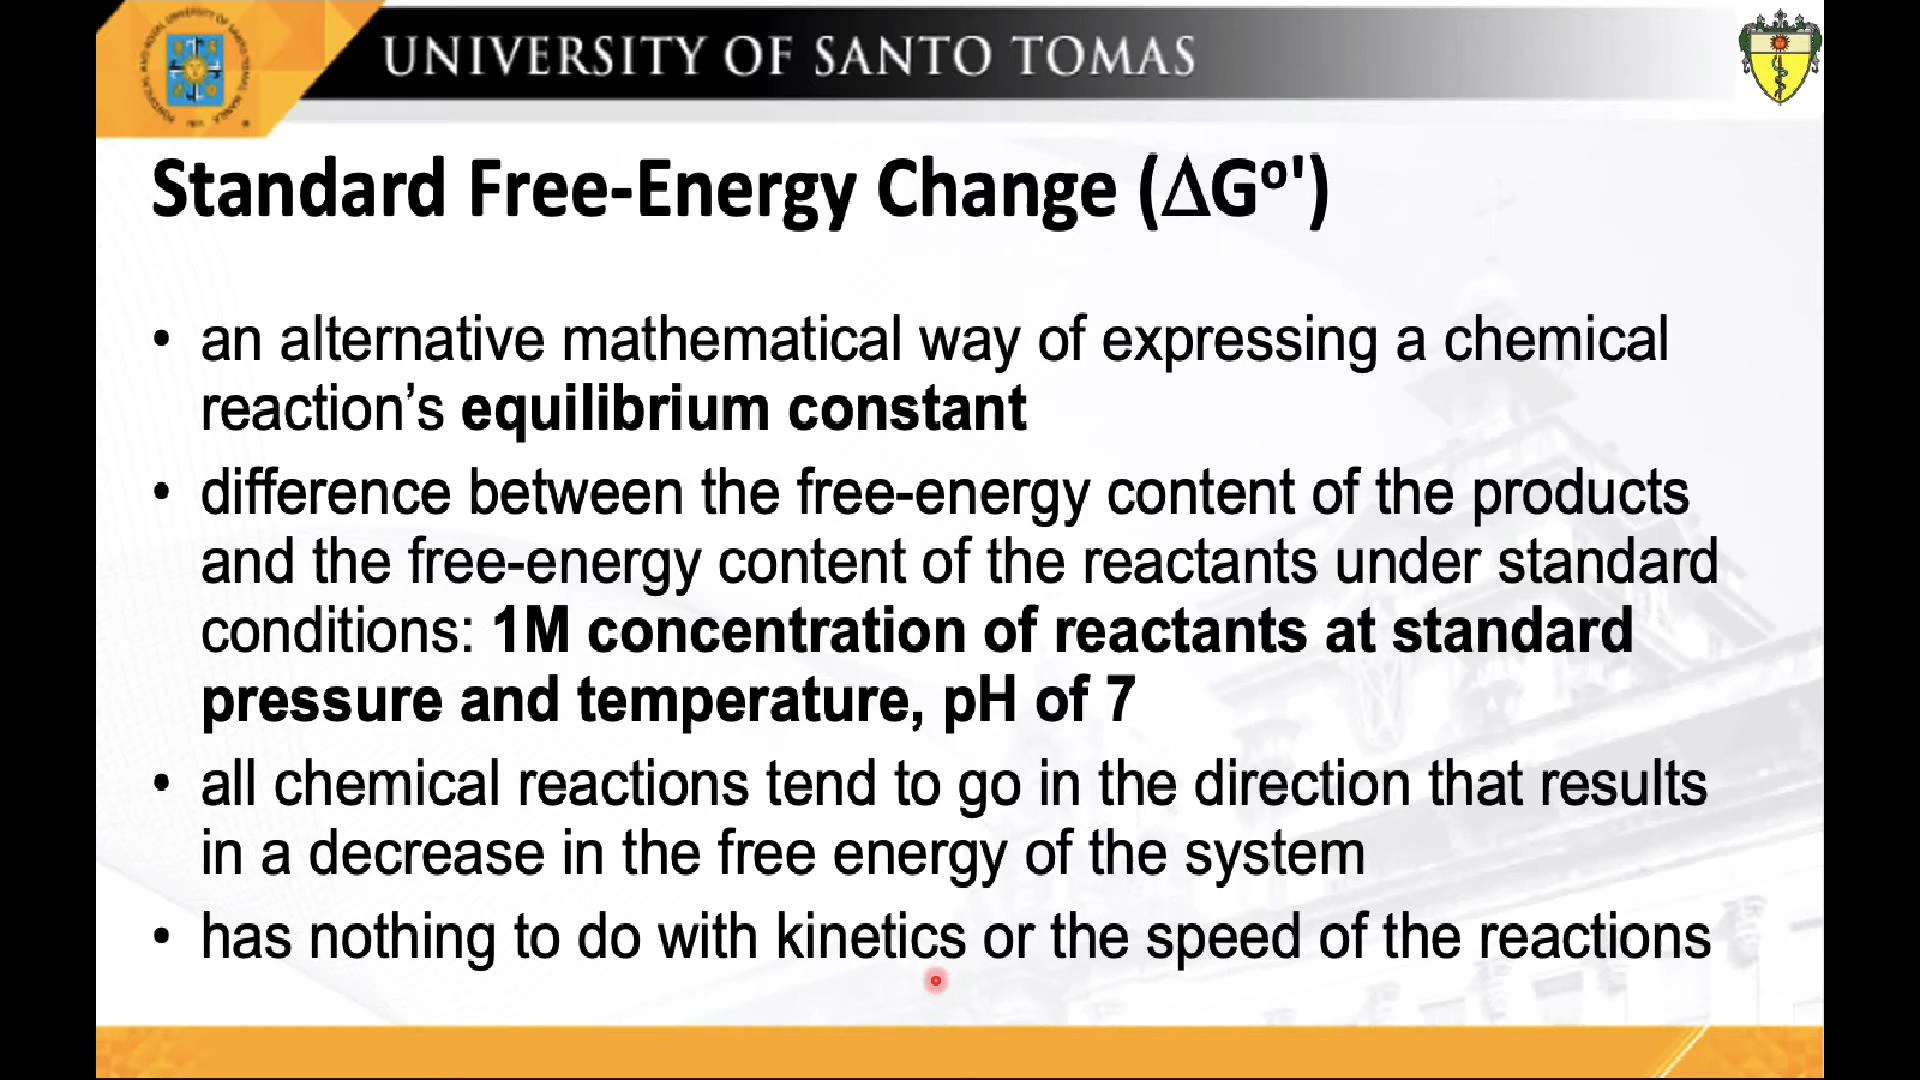 UNIVERSITY OF SANTO TOMAS
Standard Free-Energy Change (ΔGº')
• an alternative mathematical way of expressing a chemical
reaction’s equilibrium constant
• difference between the free-energy content of the products
and the free-energy content of the reactants under standard
conditions: 1M concentration of reactants at standard
pressure and temperature, pH of 7
• all chemical reactions tend to go in the direction that results
in a decrease in the free energy of the system
• has nothing to do with kinetics or the speed of the reactions